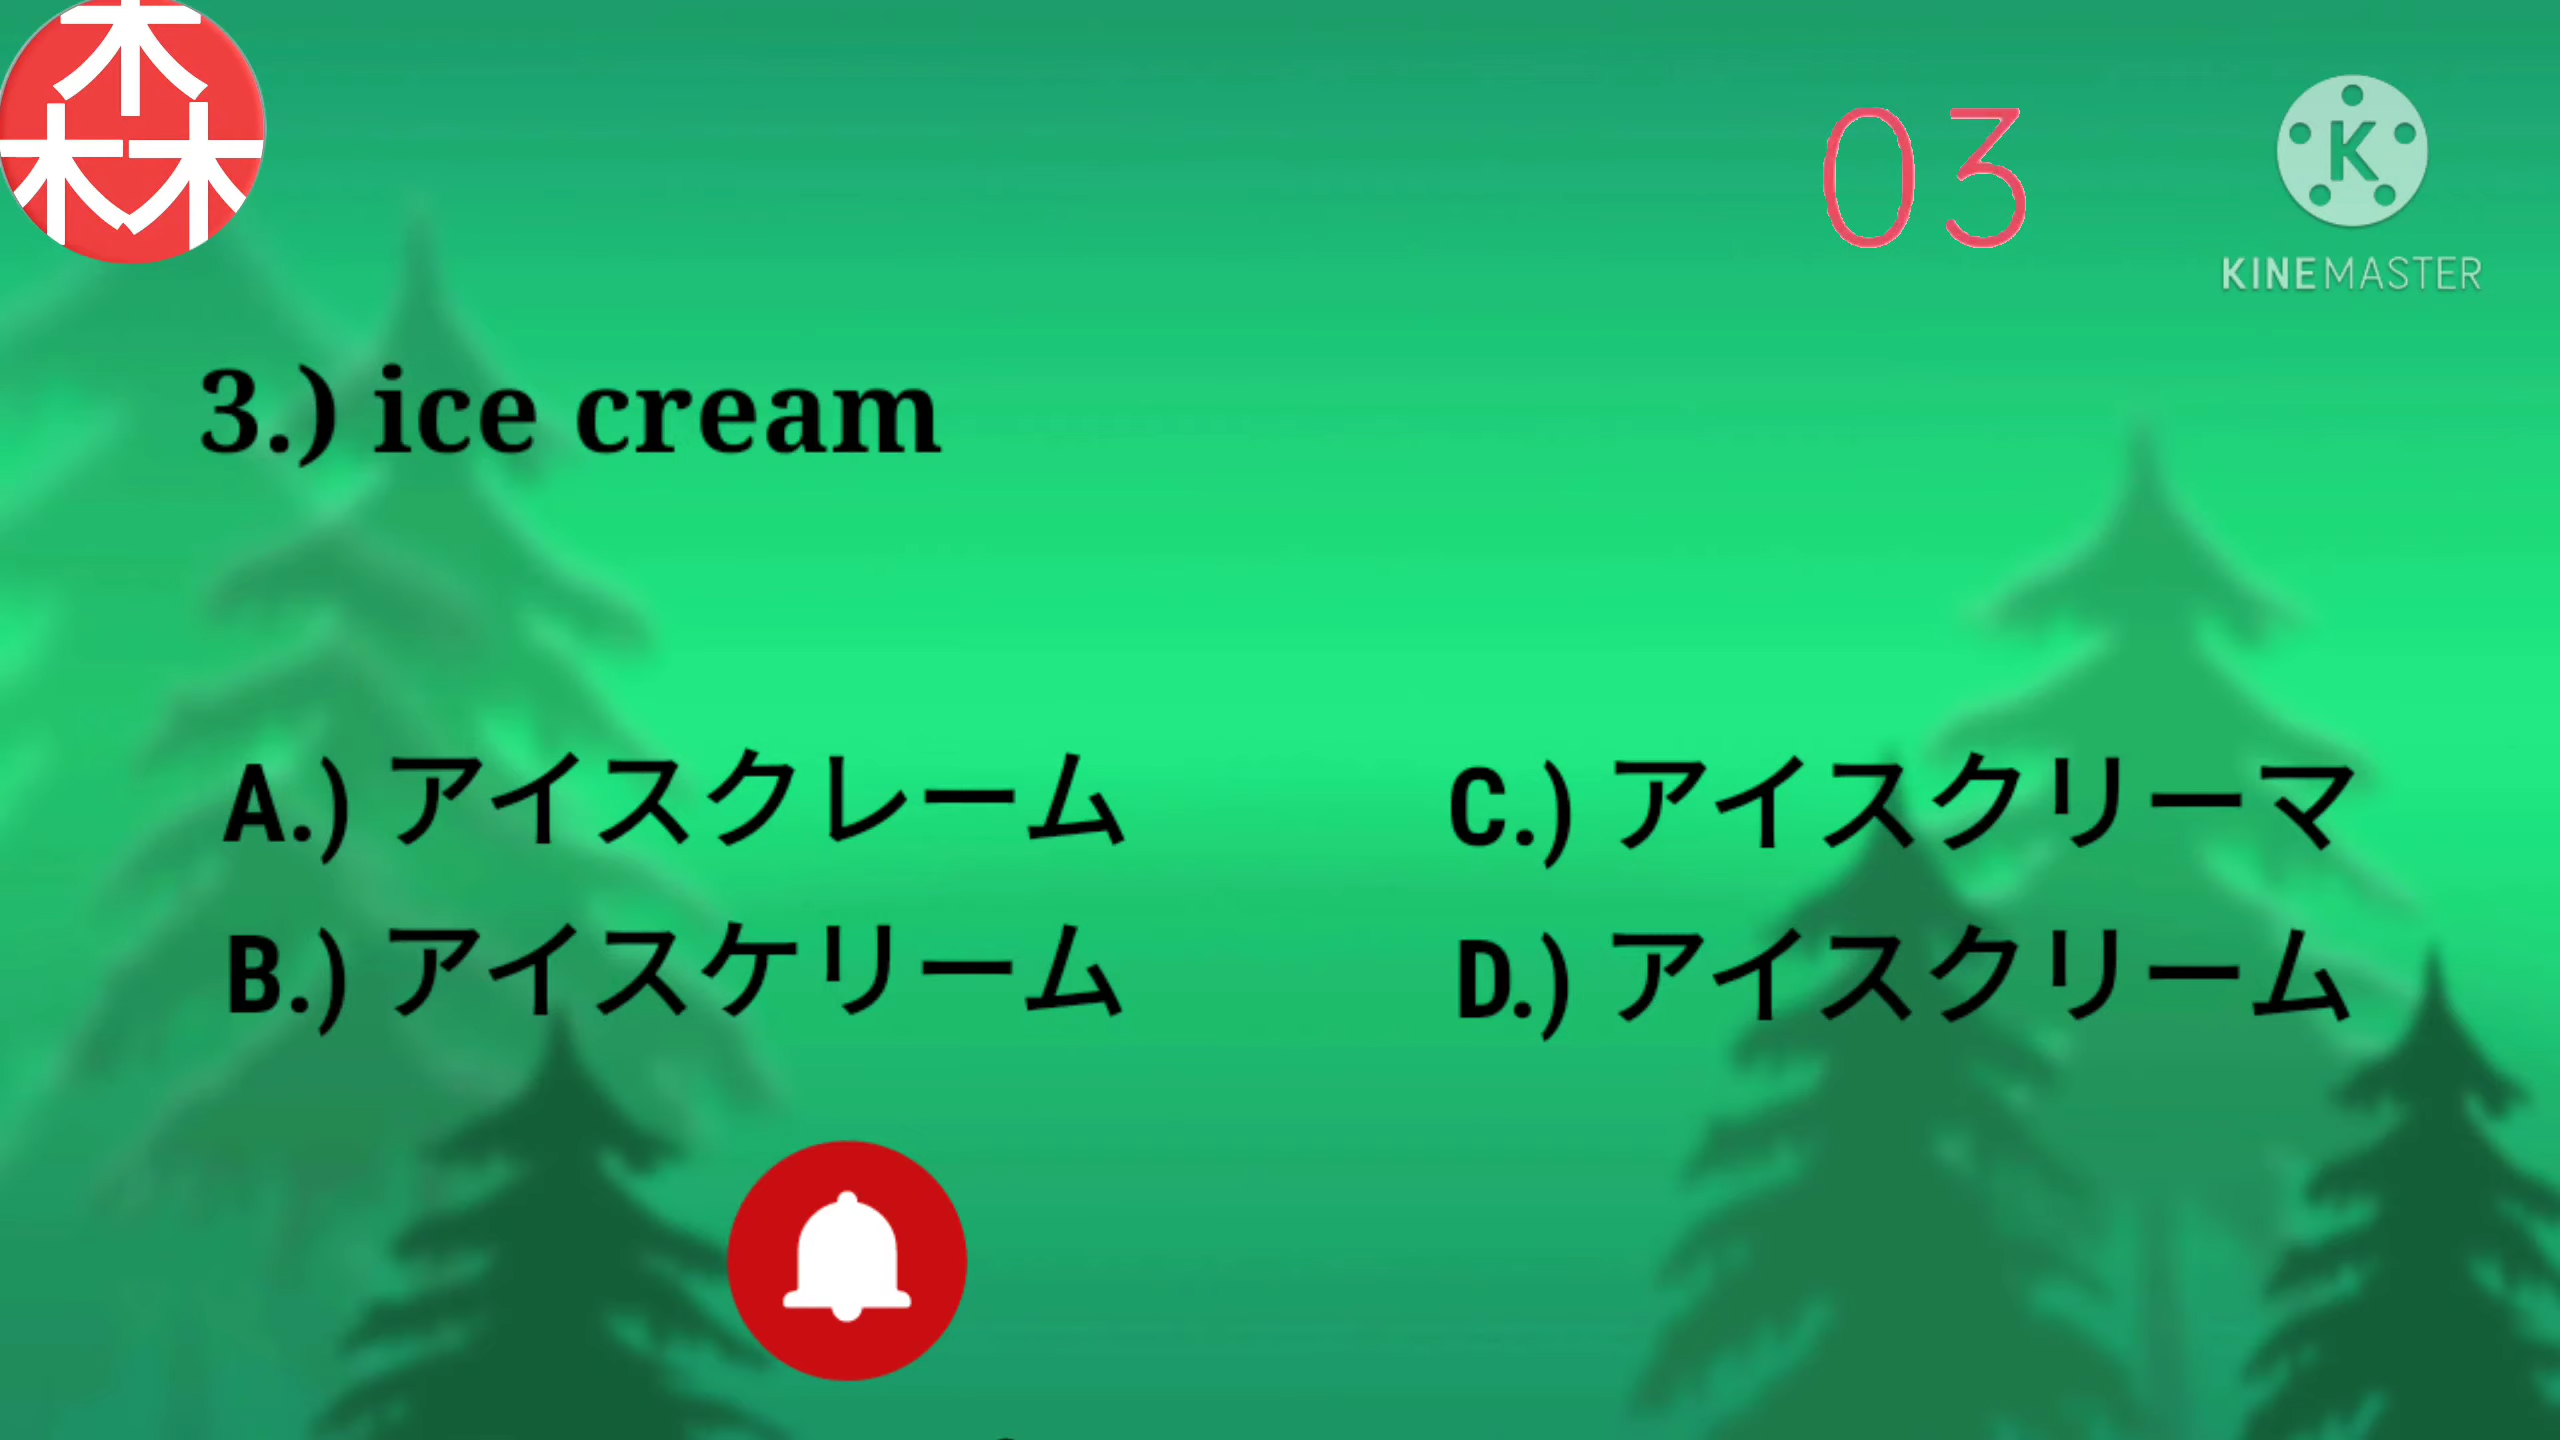 森
03
K
KINEMASTER
3.) ice cream
A.) アイスクレーム
B.) アイスケリーム
C.) アイスクリーマ
D.) アイスクリーム